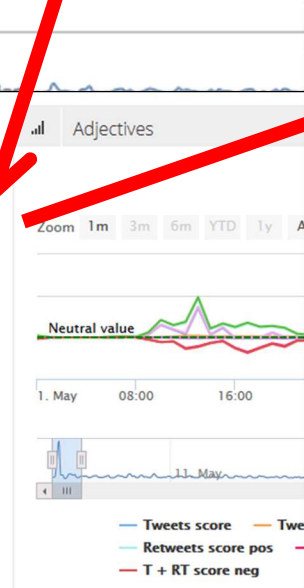 Adjectives
Zoom 1m 3m 6m YTD 1y
Neutral value
1. May 08:00 16:00
11. May
Tweets score
Retweets score pos
T + RT score neg